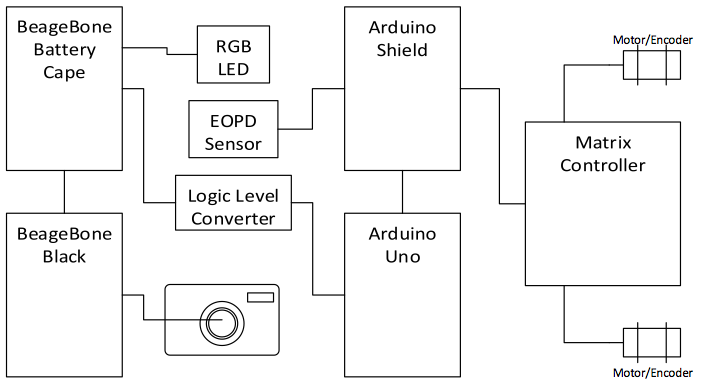 BeageBone
Battery
Cape
RGB
LED
EOPD
Sensor
Logic Level
Converter
BeageBone
Black
Arduino
Shield
Arduino
Uno
Matrix
Controller
Motor/Encoder
Motor/Encoder